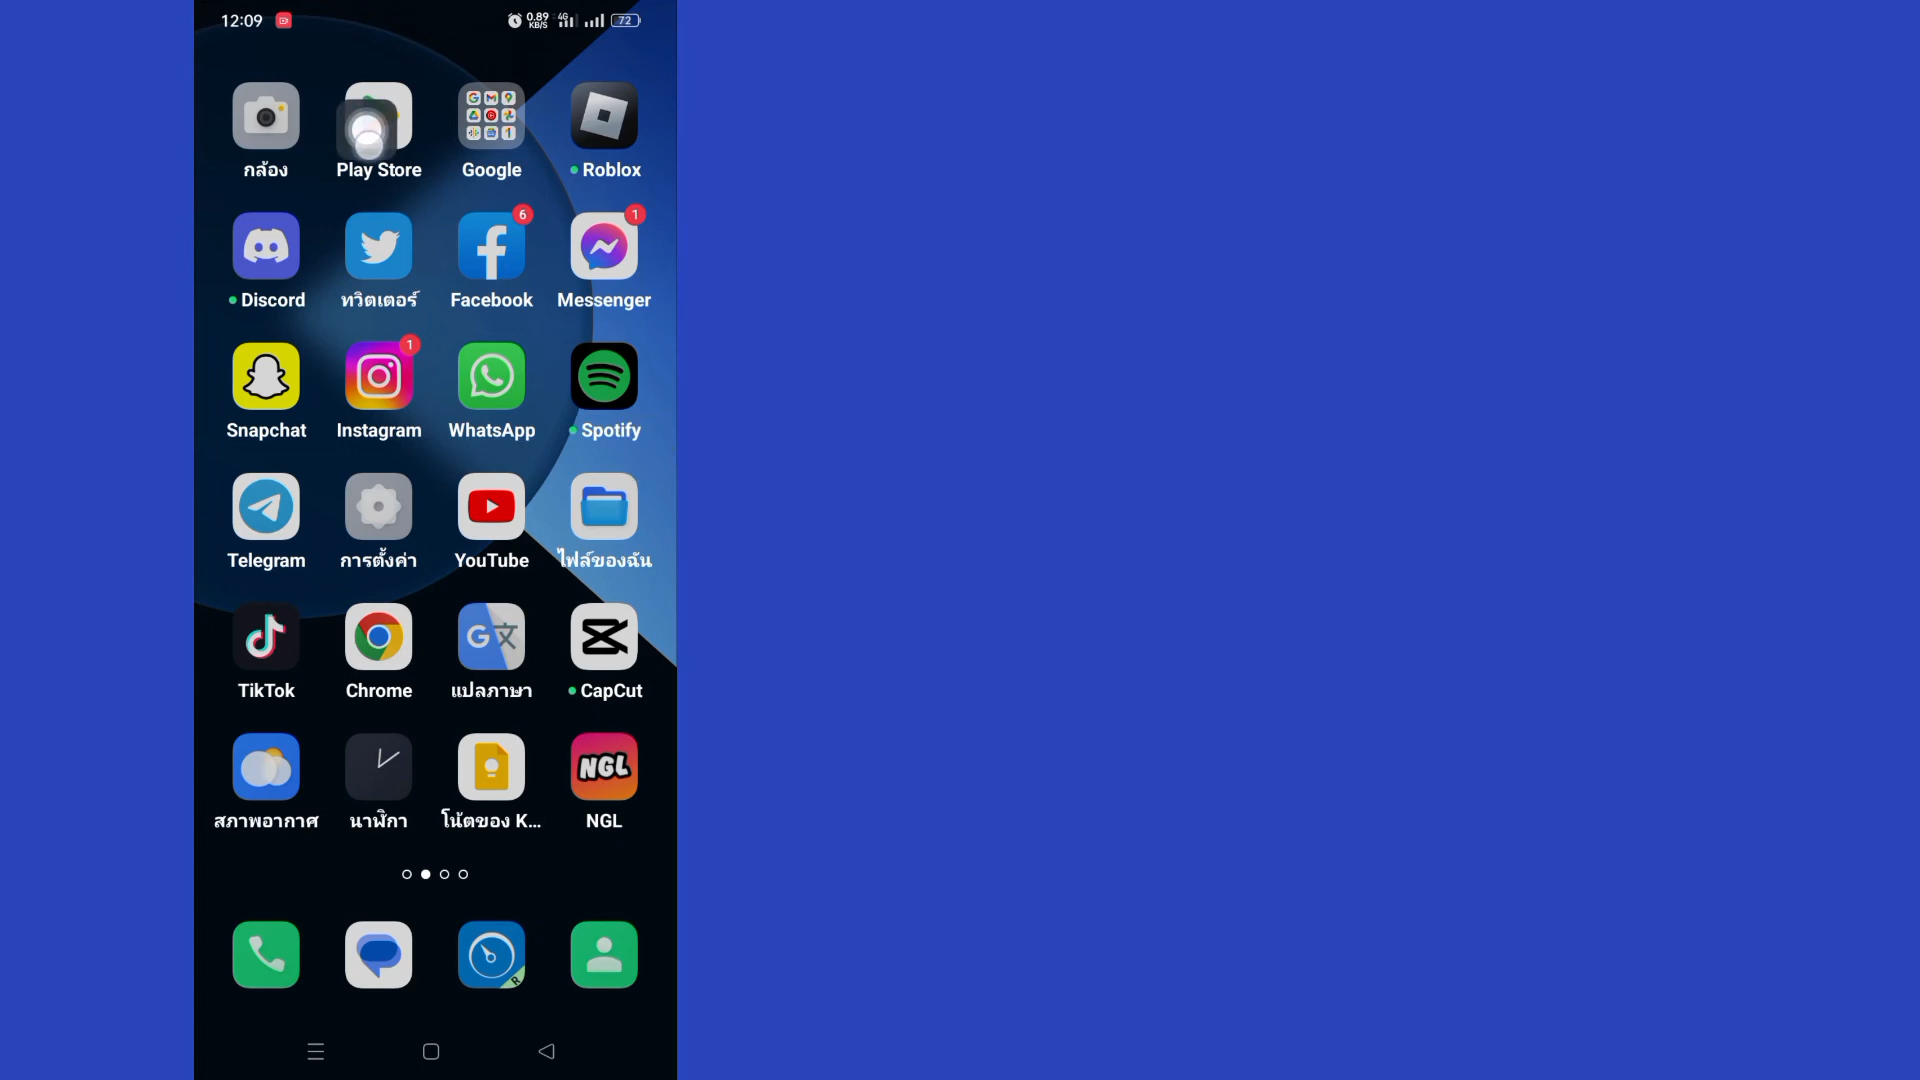 12:09 0.89 KB/S 4G 72
กล้อง Play Store Google Roblox
6 1
Discord ทวิตเตอร์ Facebook Messenger
1
Snapchat Instagram WhatsApp Spotify
Telegram การตั้งค่า YouTube ไฟล์ของฉัน
TikTok Chrome แปลภาษา CapCut
NGL
สภาพอากาศ นาฬิกา โน้ตของ K... NGL
R